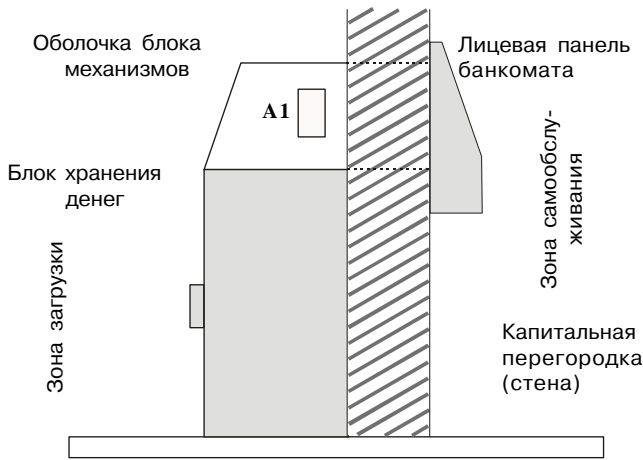 Оболочка блока
механизмов
Лицевая панель
банкомата
A1
Блок хранения
денег
Зона самообслу-
живания
Зона загрузки
Капитальная
перегородка
(стена)